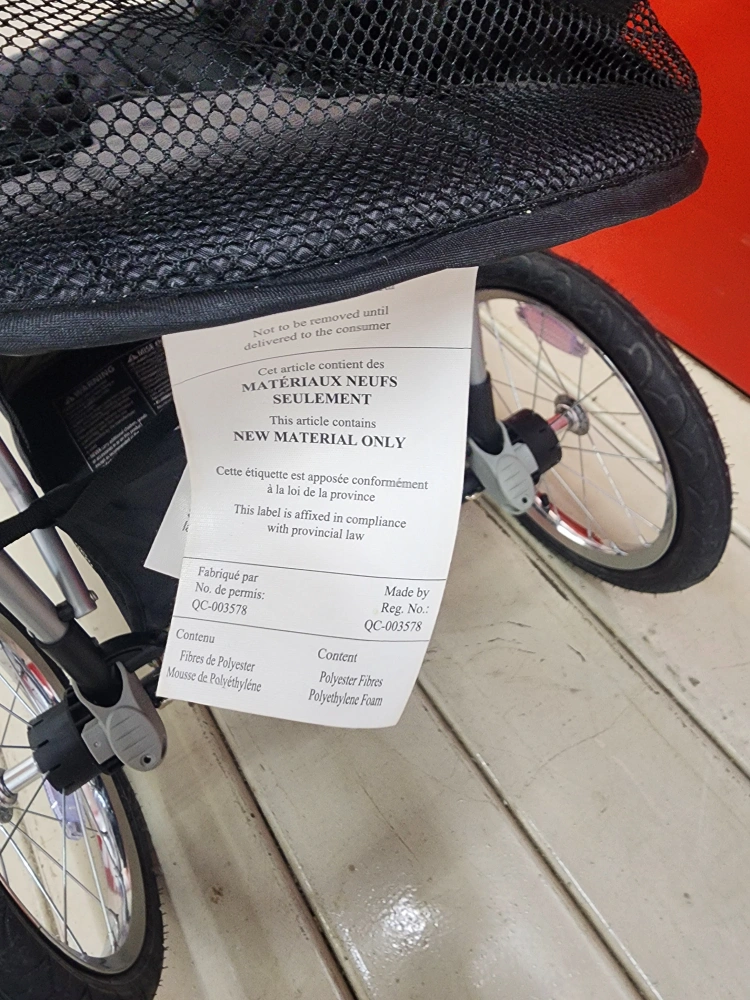 Not to be removed until
delivered to the consumer
Cet article contient des
MATÉRIAUX NEUFS
SEULEMENT
This article contains
NEW MATERIAL ONLY
Cette étiquette est apposée conformément
à la loi de la province
This label is affixed in compliance
with provincial law
Fabriqué par
No. de permis:
QC-003578
Made by
Reg. No.:
QC-003578
Contenu
Fibres de Polyester
Mousse de Polyéthyléne
Content
Polyester Fibres
Polyethylene Foam
WARNING